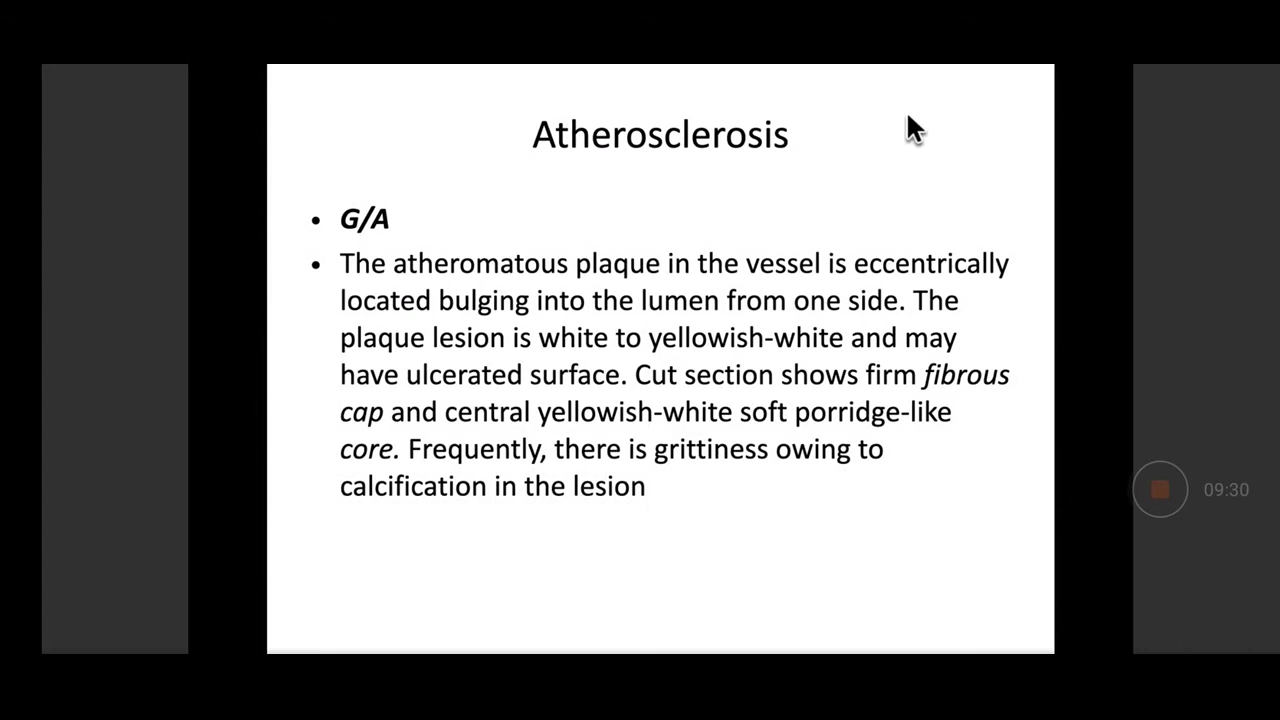 Atherosclerosis
• G/A
• The atheromatous plaque in the vessel is eccentrically
located bulging into the lumen from one side. The
plaque lesion is white to yellowish-white and may
have ulcerated surface. Cut section shows firm fibrous
cap and central yellowish-white soft porridge-like
core. Frequently, there is grittiness owing to
calcification in the lesion
09:30